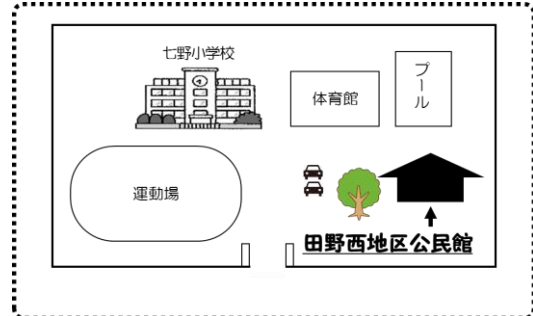 七野小学校
体育館
プール
運動場
田野西地区公民館